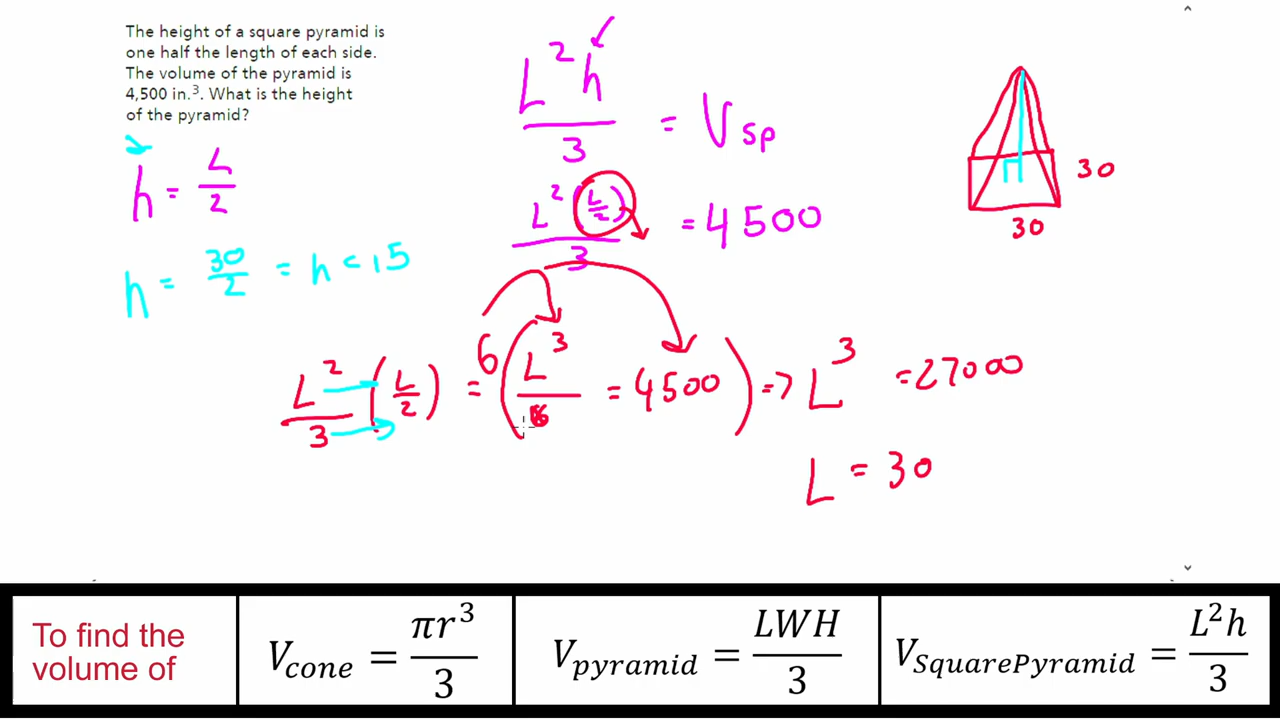 The height of a square pyramid is
one half the length of each side.
The volume of the pyramid is
4,500 in.³. What is the height
of the pyramid?
h = L/2
h = 30/2 = h < 15
L²h/3 = Vsp
L²(L/2)/3 = 4500
L²/3 (L/2) = 6(L³/6 = 4500) => L³ = 27000
L = 30
30
30
To find the
volume of
V_cone = πr³/3
V_pyramid = LWH/3
V_SquarePyramid = L²h/3